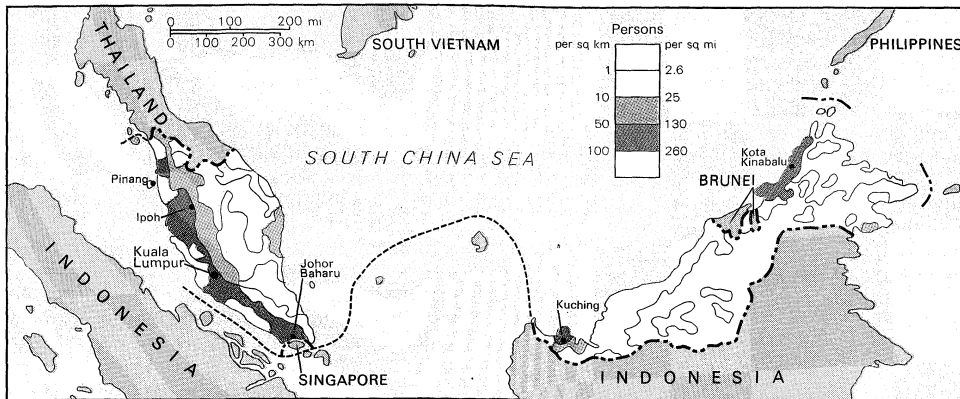 0 100 200 mi
0 100 200 300 km
THAILAND
SOUTH VIETNAM
Persons
per sq km per sq mi
1 2.6
10 25
50 130
100 260
PHILIPPINES
SOUTH CHINA SEA
Pinang
Ipoh
Kuala
Lumpur
Johor
Baharu
SINGAPORE
INDONESIA
Kota
Kinabalu
BRUNEI
Kuching
INDONESIA